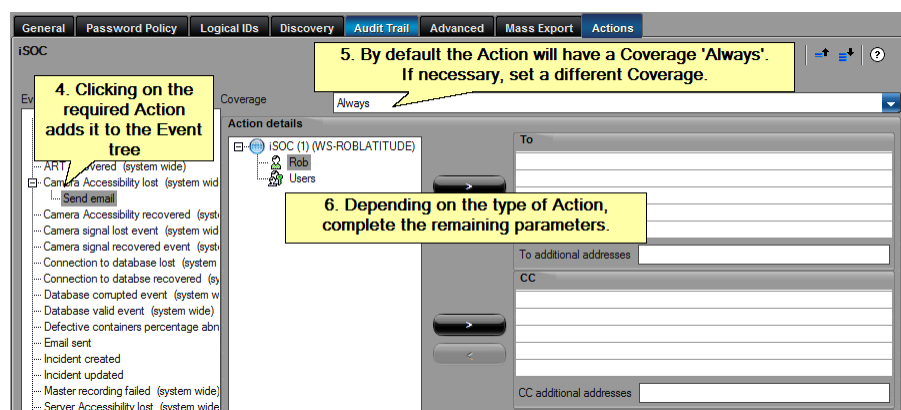 General Password Policy Logical IDs Discovery Audit Trail Advanced Mass Export Actions
iSOC
5. By default the Action will have a Coverage 'Always'.
If necessary, set a different Coverage.
?
4. Clicking on the
required Action
adds it to the Event
tree
Coverage
Always
Action details
iSOC (1) (WS-ROBLATITUDE)
Rob
Users
(system wide)
Camera Accessibility lost (system wid
Send email
Camera Accessibility recovered (syst
Camera signal lost event (system wid
Camera signal recovered event (syst
Connection to database lost (system
Connection to databse recovered (sy
Database corrupted event (system w
Database valid event (system wide)
Defective containers percentage abn
Email sent
Incident created
Incident updated
Master recording failed (system wide)
Server Accessibility lost (system wide
>
6. Depending on the type of Action,
complete the remaining parameters.
>
<
To
To additional addresses
CC
CC additional addresses